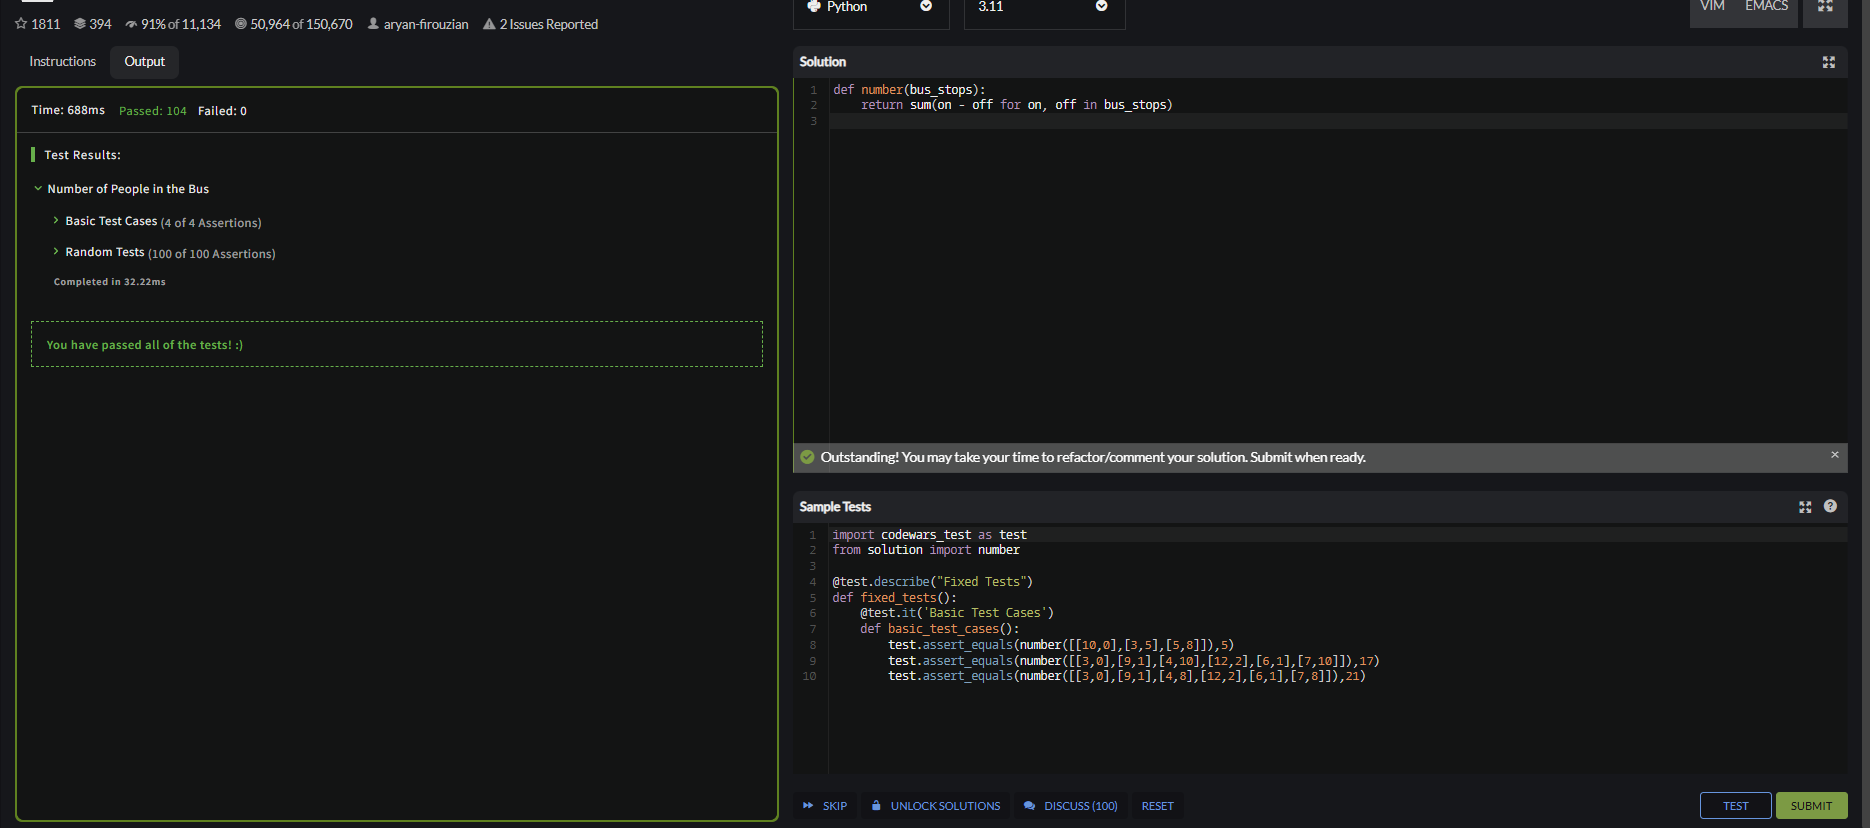 1811 394 91% of 11,134 50,964 of 150,670 aryan-firouzian 2 Issues Reported
Instructions Output
Time: 688ms Passed: 104 Failed: 0
Test Results:
Number of People in the Bus
Basic Test Cases (4 of 4 Assertions)
Random Tests (100 of 100 Assertions)
Completed in 32.22ms
You have passed all of the tests! :)
Python 3.11 VIM EMACS
Solution
1 def number(bus_stops):
2     return sum(on - off for on, off in bus_stops)
3
Outstanding! You may take your time to refactor/comment your solution. Submit when ready. ×
Sample Tests ?
1 import codewars_test as test
2 from solution import number
3
4 @test.describe("Fixed Tests")
5 def fixed_tests():
6     @test.it('Basic Test Cases')
7     def basic_test_cases():
8         test.assert_equals(number([[10,0],[3,5],[5,8]]),5)
9         test.assert_equals(number([[3,0],[9,1],[4,10],[12,2],[6,1],[7,10]]),17)
10         test.assert_equals(number([[3,0],[9,1],[4,8],[12,2],[6,1],[7,8]]),21)
SKIP UNLOCK SOLUTIONS DISCUSS (100) RESET TEST SUBMIT